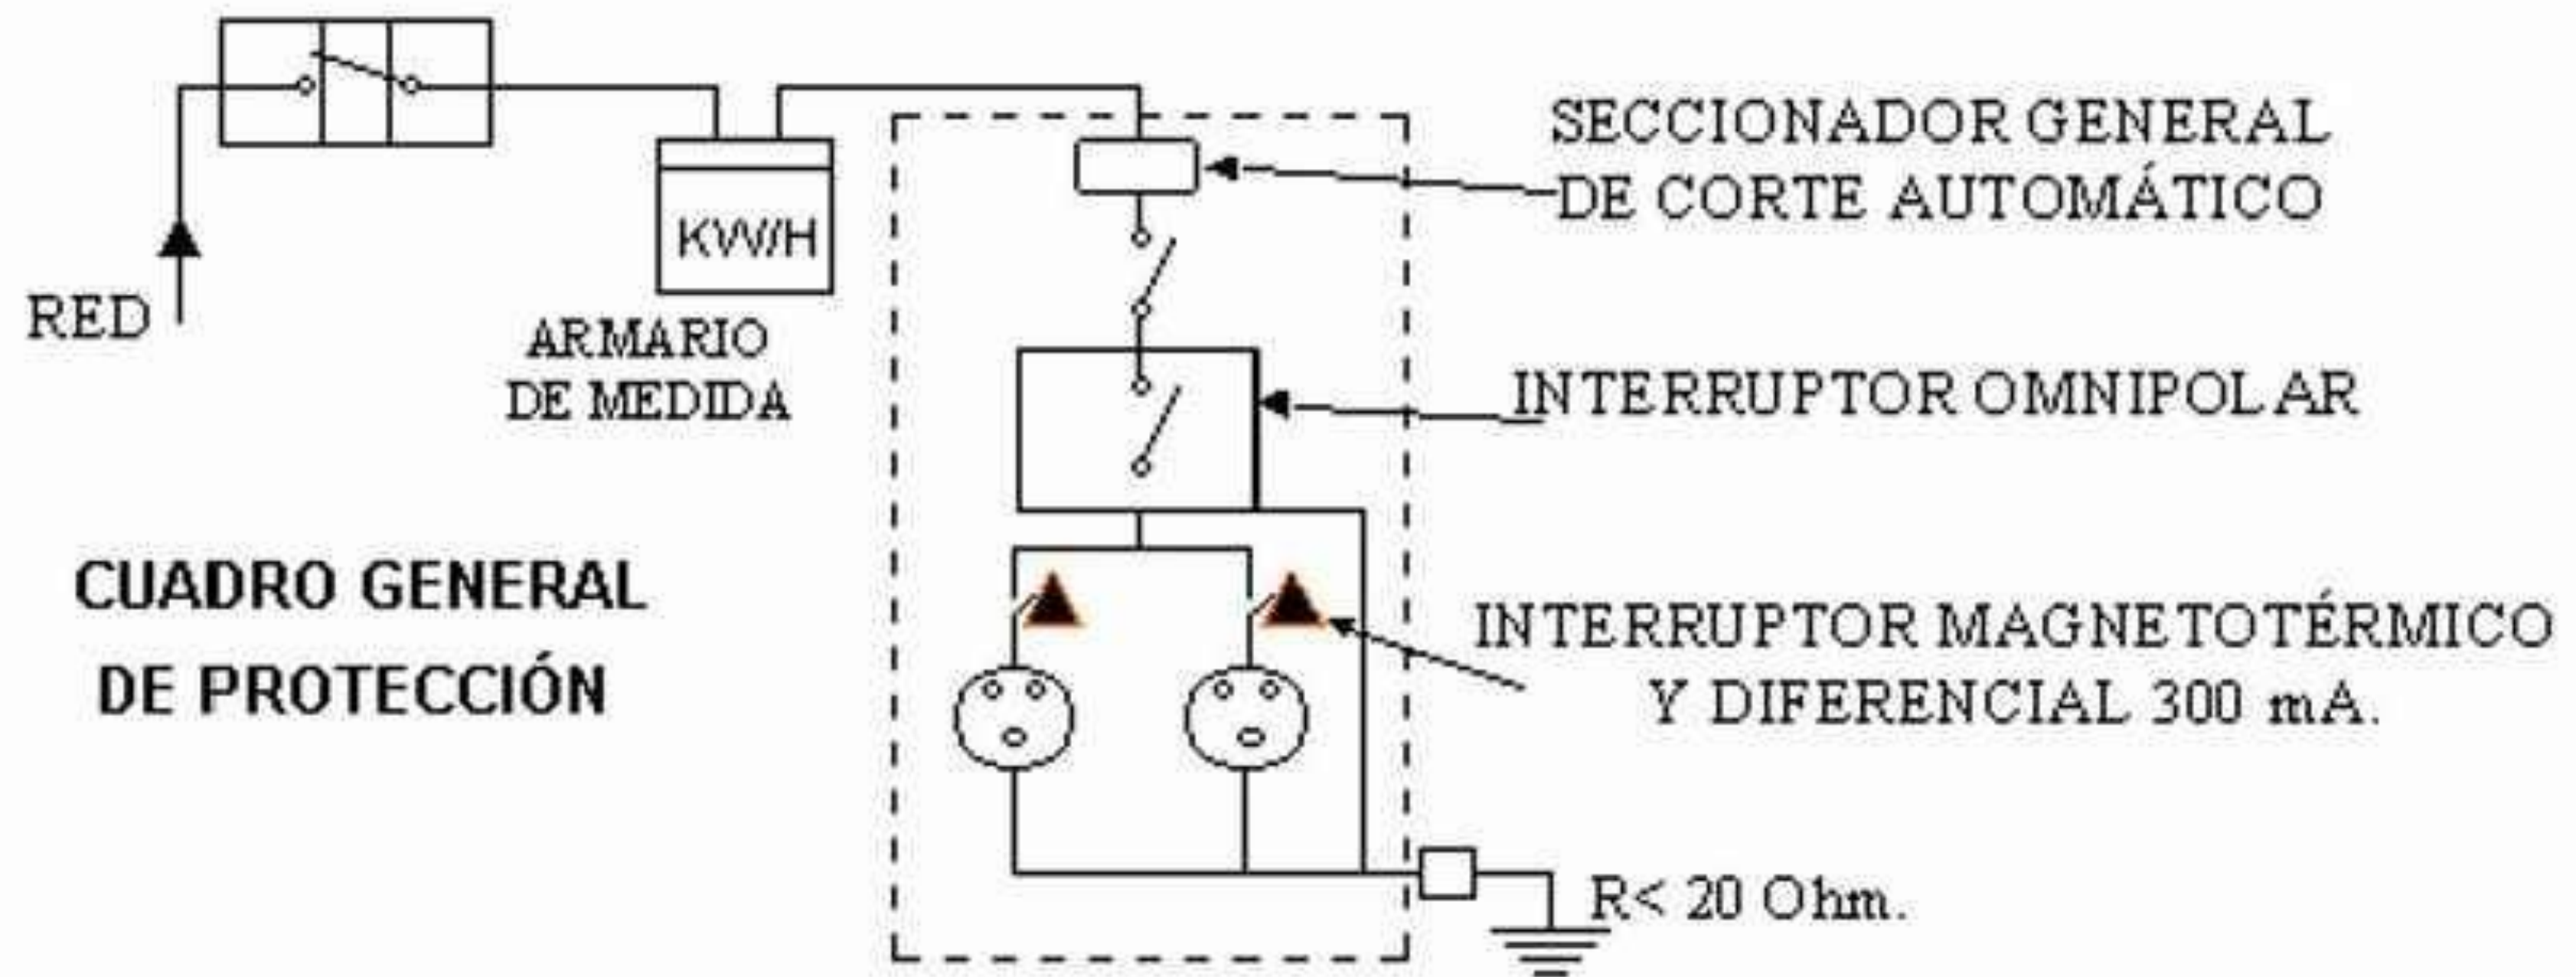 SECCIONADOR GENERAL
DE CORTE AUTOMÁTICO
KW/H
RED
ARMARIO
DE MEDIDA
INTERRUPTOR OMNIPOLAR
CUADRO GENERAL
DE PROTECCIÓN
INTERRUPTOR MAGNETOTÉRMICO
Y DIFERENCIAL 300 mA.
R< 20 Ohm.